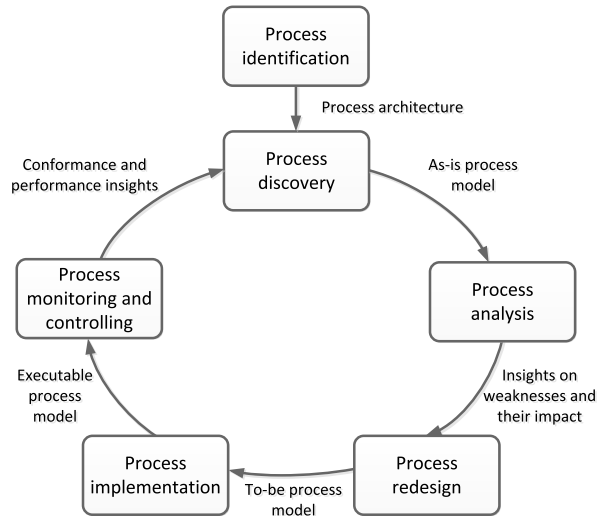 Process
identification
Process architecture
Process
discovery
As-is process
model
Process
analysis
Insights on
weaknesses and
their impact
Process
redesign
To-be process
model
Process
implementation
Executable
process
model
Process
monitoring and
controlling
Conformance and
performance insights